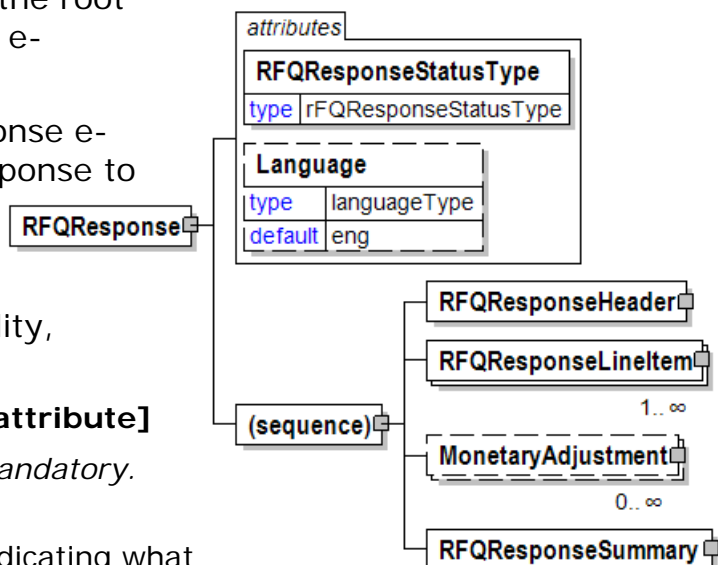 the root
e-
onse e-
ponse to
lity,
attribute]
andatory.
dicating what
attributes
RFQResponseStatusType
type rFQResponseStatusType
Language
type languageType
default eng
RFQResponse
(sequence)
RFQResponseHeader
RFQResponseLineItem
1.. ∞
MonetaryAdjustment
0.. ∞
RFQResponseSummary